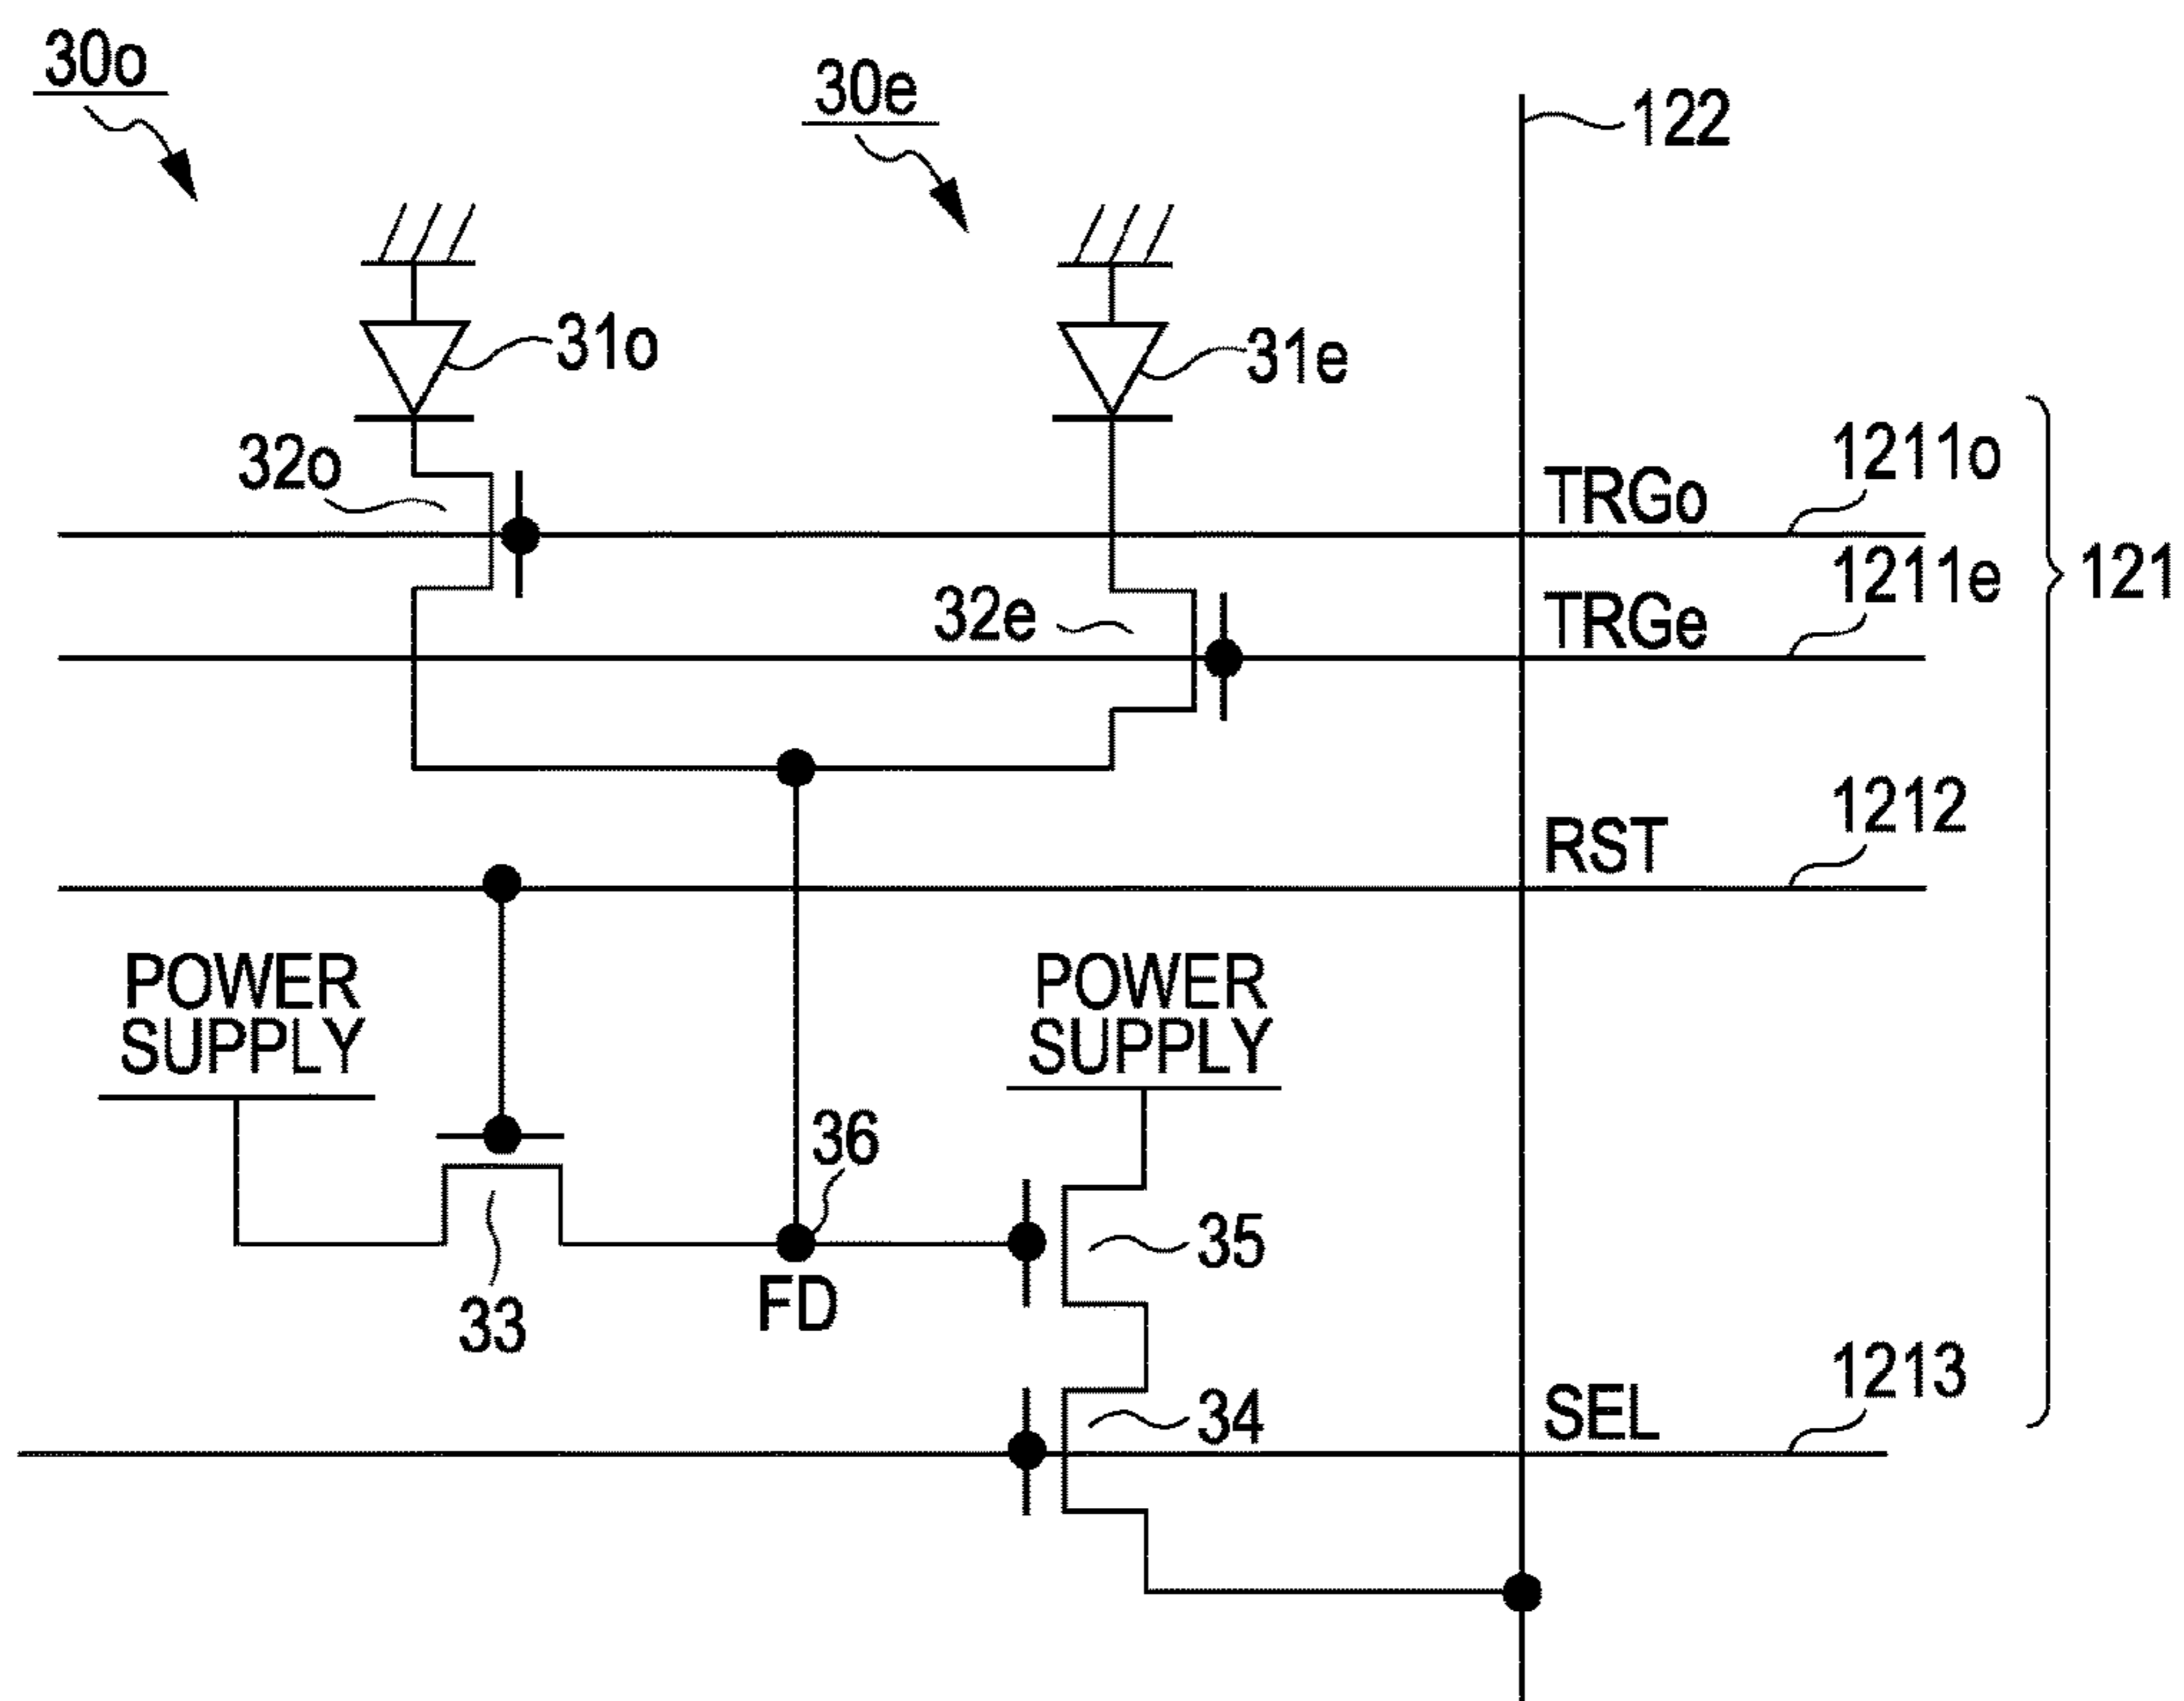 30o
30e
122
31o
31e
32o
TRGo
1211o
32e
TRGe
1211e
121
RST
1212
POWER
SUPPLY
POWER
SUPPLY
36
35
FD
33
34
SEL
1213